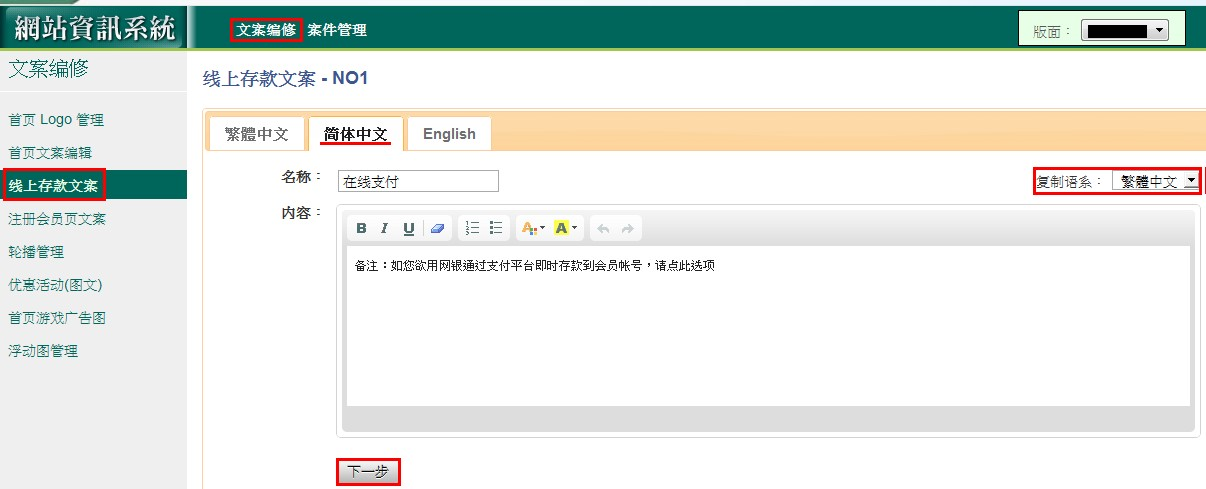 網站資訊系統
文案编修 案件管理
版面：
文案编修
首页 Logo 管理
首页文案编辑
线上存款文案
注册会员页文案
轮播管理
优惠活动(图文)
首页游戏广告图
浮动图管理
线上存款文案 - NO1
繁體中文 简体中文 English
名称： 在线支付
复制语系： 繁體中文
内容：
B I U
A A
备注：如您欲用网银通过支付平台即时存款到会员帐号，请点此选项
下一步